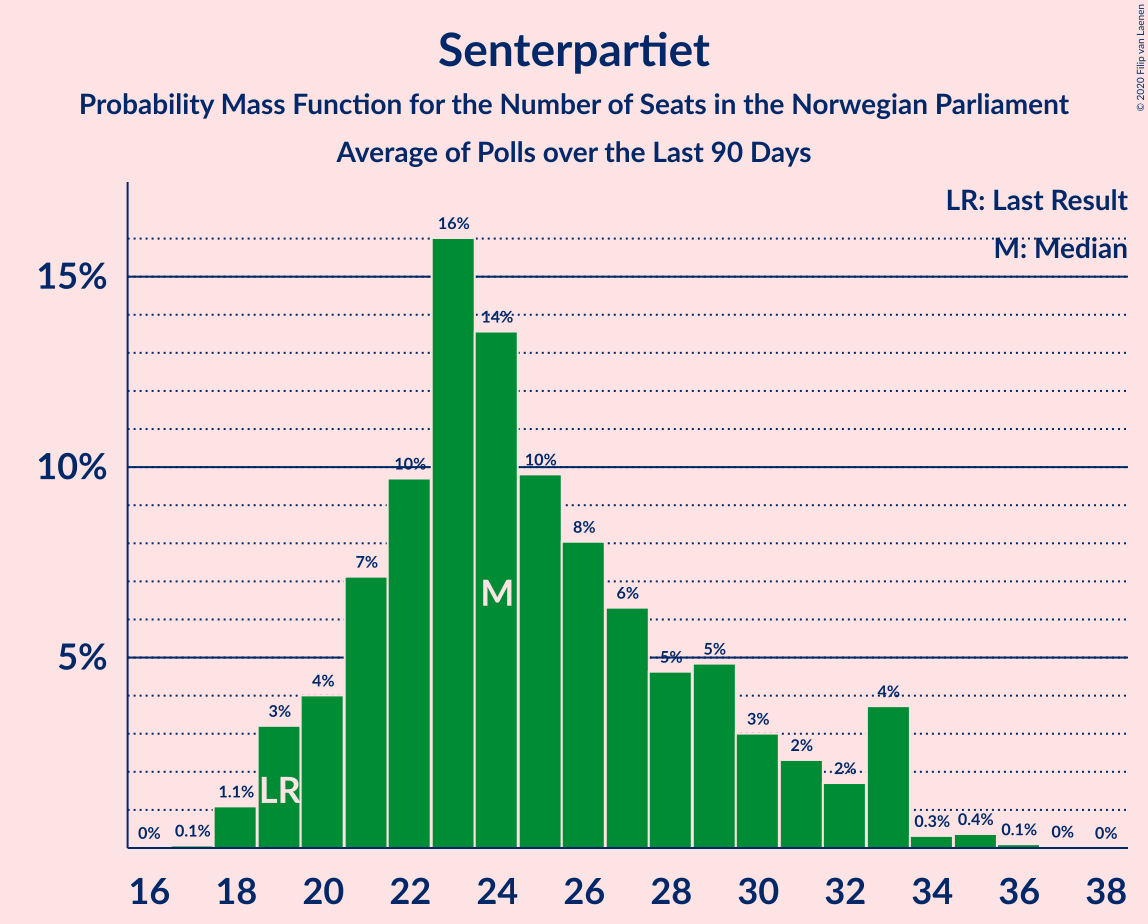 Senterpartiet
Probability Mass Function for the Number of Seats in the Norwegian Parliament
Average of Polls over the Last 90 Days
© 2020 Filip van Laenen
LR: Last Result
M: Median
15%
10%
5%
0%
0.1%
1.1%
3%
4%
7%
10%
16%
14%
10%
8%
6%
5%
5%
3%
2%
2%
4%
0.3%
0.4%
0.1%
0%
0%
LR
M
16 18 20 22 24 26 28 30 32 34 36 38